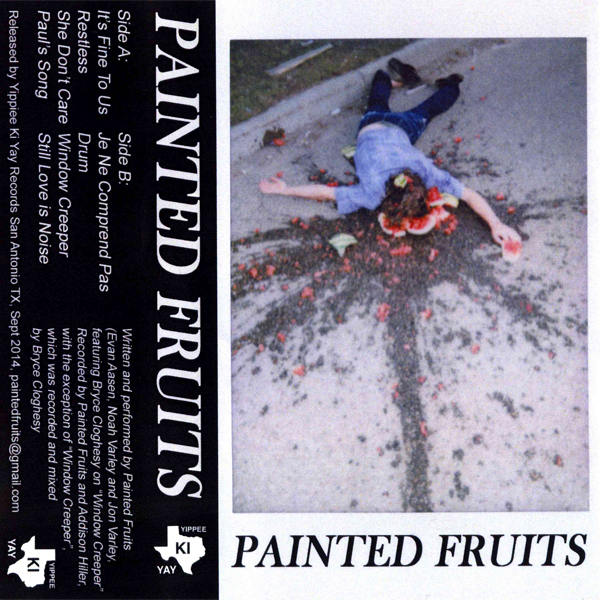 PAINTED FRUITS
Side A:
It's Fine To Us
Restless
She Don't Care
Paul's Song
Side B:
Je Ne Comprend Pas
Drum
Window Creeper
Still Love is Noise
Written and performed by Painted Fruits
(Evan Aasen, Noah Varley and Jon Varley,
featuring Bryce Cloghesy on "Window Creeper"
Recorded by Painted Fruits and Addison Hiller,
with the exception of "Window Creeper",
which was recorded and mixed
by Bryce Cloghesy
Released by Yippiee Ki Yay Records San Antonio TX, Sept 2014, paintedfruits@gmail.com
YIPPEE
KI
YAY
YIPPEE
KI
YAY
PAINTED FRUITS